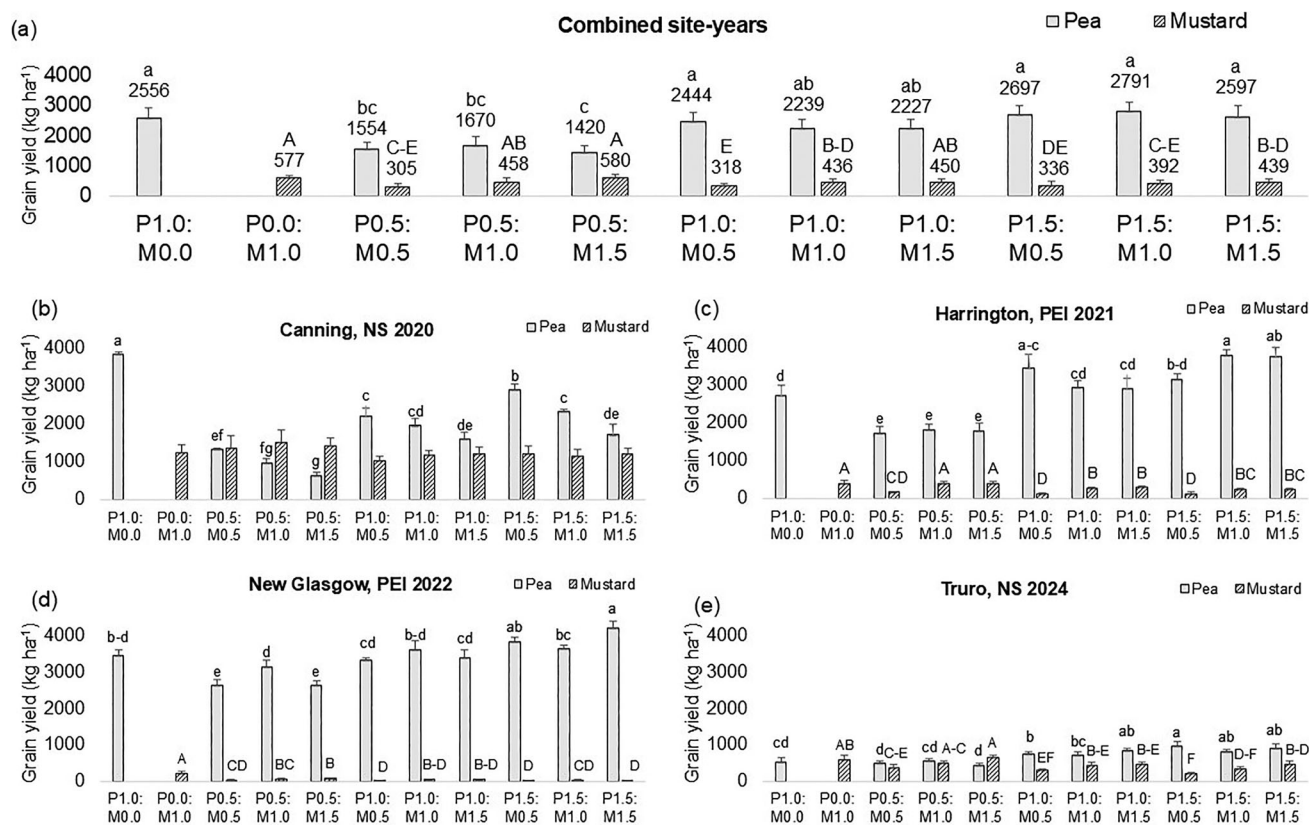 (a)
Combined site-years
Pea
Mustard
Grain yield (kg ha-1)
4000
3000
2000
1000
0
a
2556
A
577
bc
1554
C-E
305
bc
1670
AB
458
c
1420
A
580
a
2444
E
318
ab
2239
B-D
436
ab
2227
AB
450
a
2697
DE
336
a
2791
C-E
392
a
2597
B-D
439
P1.0: P0.0: P0.5: P0.5: P0.5: P1.0: P1.0: P1.0: P1.5: P1.5: P1.5:
M0.0 M1.0 M0.5 M1.0 M1.5 M0.5 M1.0 M1.5 M0.5 M1.0 M1.5
(b)
Canning, NS 2020
Pea
Mustard
Grain yield (kg ha-1)
4000
3000
2000
1000
0
a ef fg g c cd de b c de
P1.0: P0.0: P0.5: P0.5: P0.5: P1.0: P1.0: P1.0: P1.5: P1.5: P1.5:
M0.0 M1.0 M0.5 M1.0 M1.5 M0.5 M1.0 M1.5 M0.5 M1.0 M1.5
(c)
Harrington, PEI 2021
Pea
Mustard
Grain yield (kg ha-1)
4000
3000
2000
1000
0
d A e CD e A e A a-c D cd B cd B b-d D a BC ab BC
P1.0: P0.0: P0.5: P0.5: P0.5: P1.0: P1.0: P1.0: P1.5: P1.5: P1.5:
M0.0 M1.0 M0.5 M1.0 M1.5 M0.5 M1.0 M1.5 M0.5 M1.0 M1.5
(d)
New Glasgow, PEI 2022
Pea
Mustard
Grain yield (kg ha-1)
4000
3000
2000
1000
0
b-d A e CD d BC e B cd D b-d B-D cd B-D ab D bc CD a D
P1.0: P0.0: P0.5: P0.5: P0.5: P1.0: P1.0: P1.0: P1.5: P1.5: P1.5:
M0.0 M1.0 M0.5 M1.0 M1.5 M0.5 M1.0 M1.5 M0.5 M1.0 M1.5
(e)
Truro, NS 2024
Pea
Mustard
Grain yield (kg ha-1)
4000
3000
2000
1000
0
cd AB d C-E cd A-C d A b EF bc B-E ab B-E a F ab D-F ab B-D
P1.0: P0.0: P0.5: P0.5: P0.5: P1.0: P1.0: P1.0: P1.5: P1.5: P1.5:
M0.0 M1.0 M0.5 M1.0 M1.5 M0.5 M1.0 M1.5 M0.5 M1.0 M1.5